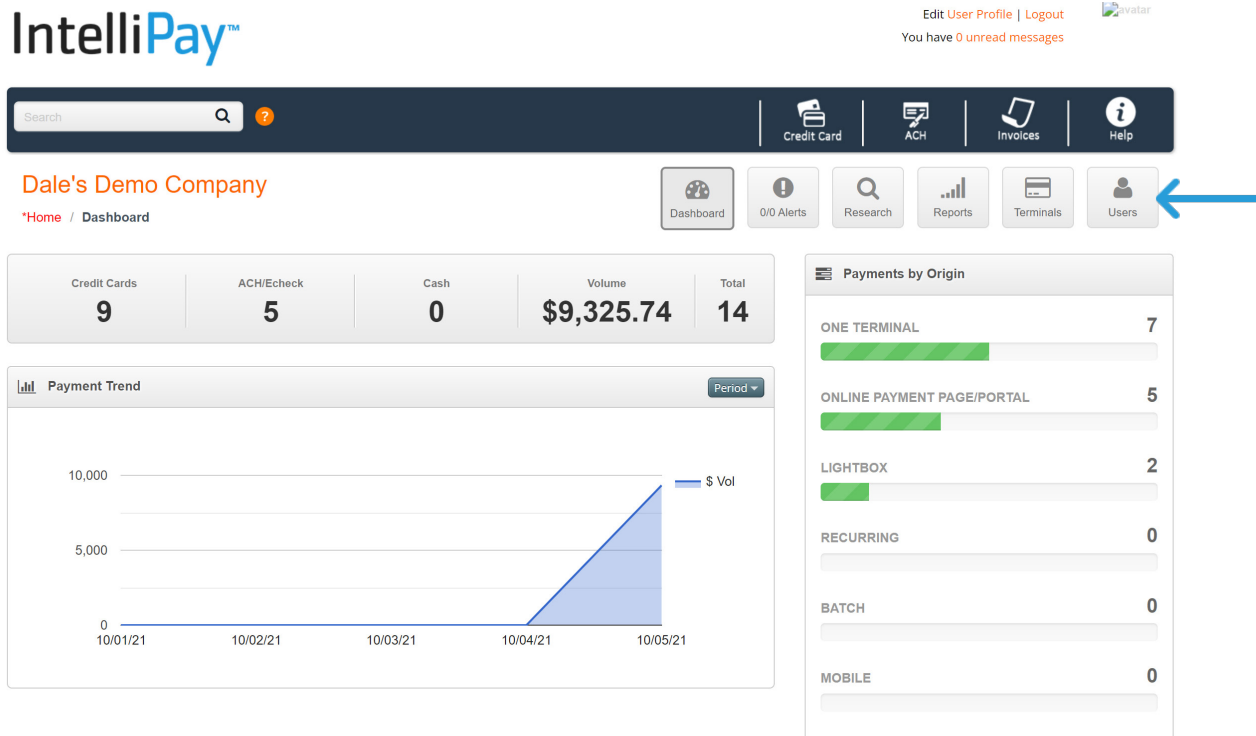 IntelliPay™
Edit User Profile | Logout
You have 0 unread messages
avatar
Search
?
Credit Card
ACH
Invoices
Help
Dale's Demo Company
*Home / Dashboard
Dashboard
0/0 Alerts
Research
Reports
Terminals
Users
Credit Cards
9
ACH/Echeck
5
Cash
0
Volume
$9,325.74
Total
14
Payment Trend
Period
10,000
5,000
0
$ Vol
10/01/21
10/02/21
10/03/21
10/04/21
10/05/21
Payments by Origin
ONE TERMINAL 7
ONLINE PAYMENT PAGE/PORTAL 5
LIGHTBOX 2
RECURRING 0
BATCH 0
MOBILE 0